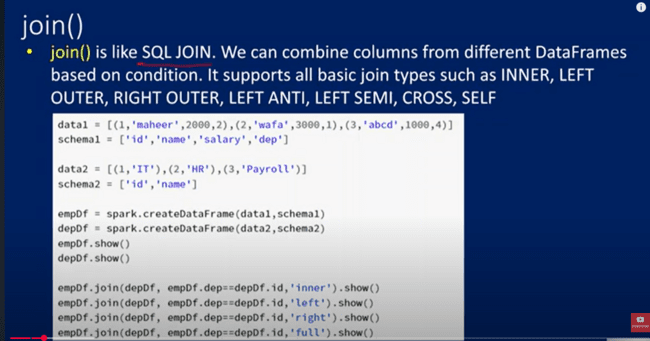 join()
• join() is like SQL JOIN. We can combine columns from different DataFrames
based on condition. It supports all basic join types such as INNER, LEFT
OUTER, RIGHT OUTER, LEFT ANTI, LEFT SEMI, CROSS, SELF
data1 = [(1,'maheer',2000,2),(2,'wafa',3000,1),(3,'abcd',1000,4)]
schema1 = ['id','name','salary','dep']
data2 = [(1,'IT'),(2,'HR'),(3,'Payroll')]
schema2 = ['id','name']
empDf = spark.createDataFrame(data1,schema1)
depDf = spark.createDataFrame(data2,schema2)
empDf.show()
depDf.show()
empDf.join(depDf, empDf.dep==depDf.id,'inner').show()
empDf.join(depDf, empDf.dep==depDf.id,'left').show()
empDf.join(depDf, empDf.dep==depDf.id,'right').show()
empDf.join(depDf, empDf.dep==depDf.id,'full').show()